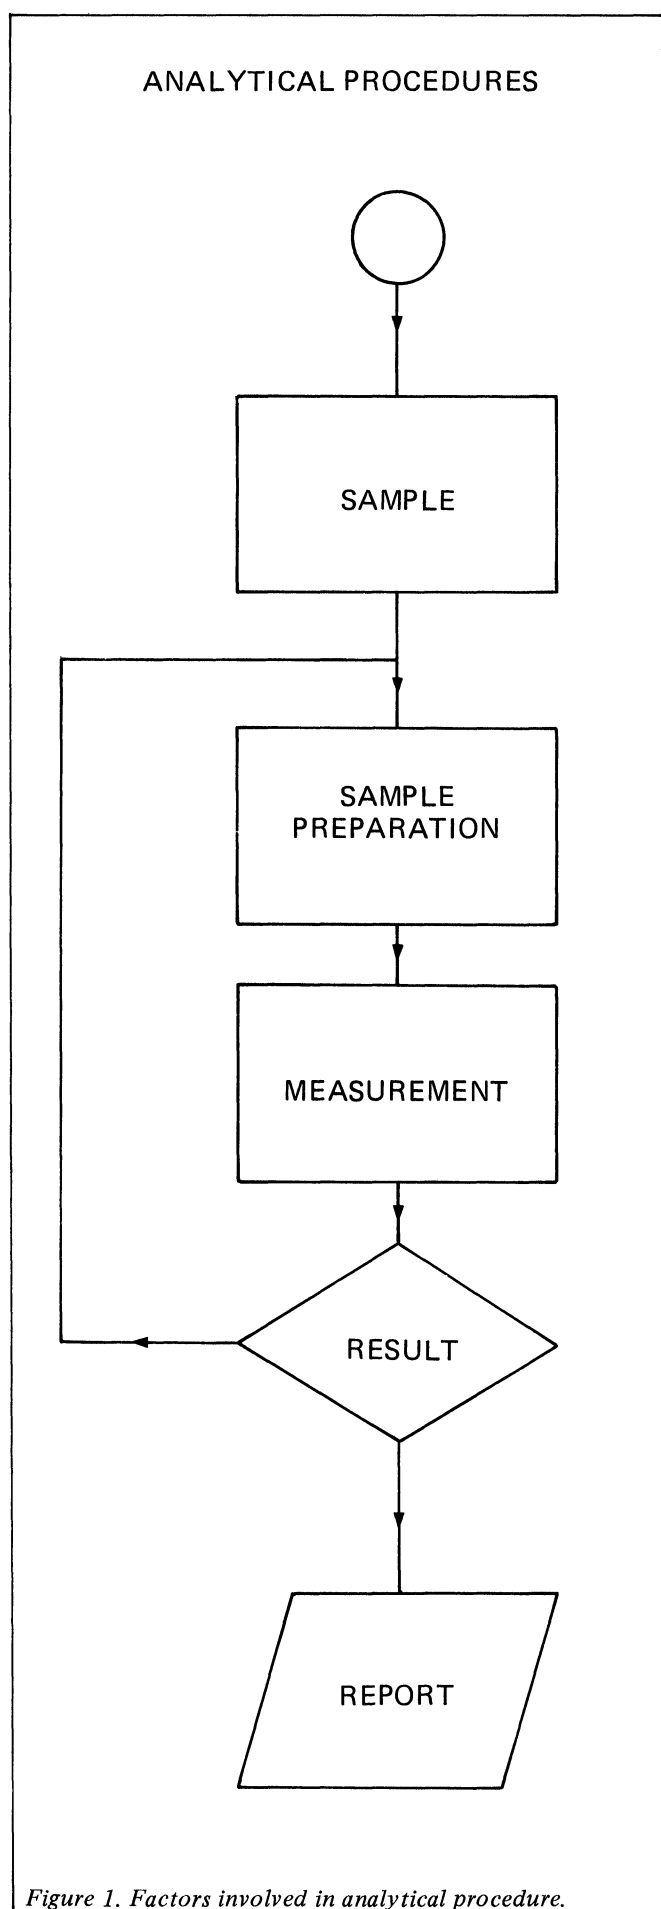 ANALYTICAL PROCEDURES
SAMPLE
SAMPLE
PREPARATION
MEASUREMENT
RESULT
REPORT
Figure 1. Factors involved in analytical procedure.